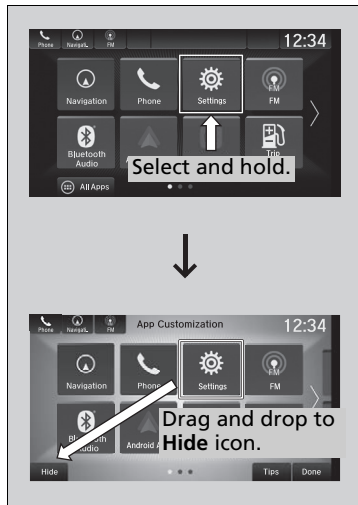 Phone Navigati.. FM 12:34
FM
Navigation Phone Settings FM
Bluetooth
Audio Trip
Select and hold.
All Apps
Phone Navigati.. FM App Customization 12:34
FM
Navigation Phone Settings FM
Drag and drop to
Hide icon.
Audio Android
Hide Tips Done